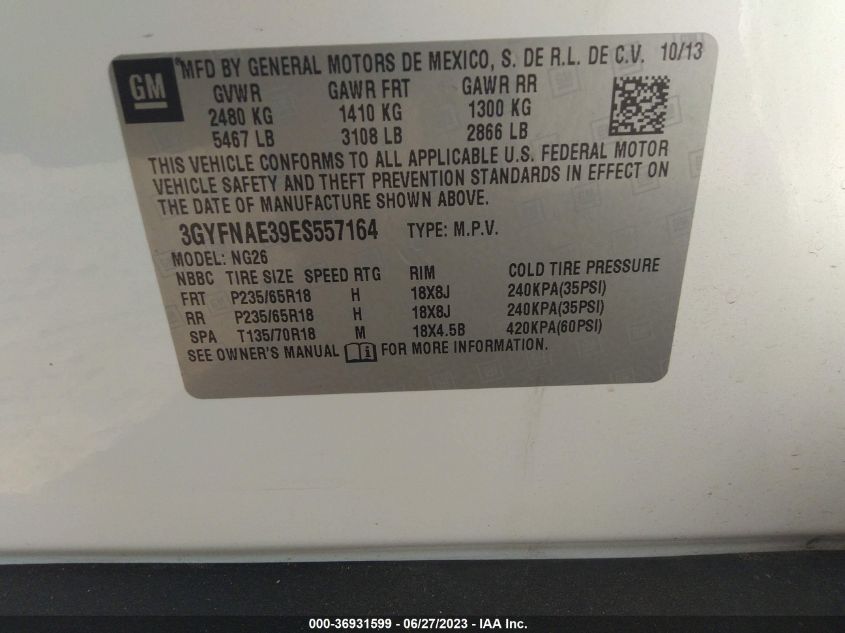 GM
®MFD BY GENERAL MOTORS DE MEXICO, S. DE R.L. DE C.V. 10/13
GVWR GAWR FRT GAWR RR
2480 KG 1410 KG 1300 KG
5467 LB 3108 LB 2866 LB
THIS VEHICLE CONFORMS TO ALL APPLICABLE U.S. FEDERAL MOTOR
VEHICLE SAFETY AND THEFT PREVENTION STANDARDS IN EFFECT ON
THE DATE OF MANUFACTURE SHOWN ABOVE.
3GYFNAE39ES557164 TYPE: M.P.V.
MODEL: NG26
NBBC TIRE SIZE SPEED RTG RIM COLD TIRE PRESSURE
FRT P235/65R18 H 18X8J 240KPA(35PSI)
RR P235/65R18 H 18X8J 240KPA(35PSI)
SPA T135/70R18 M 18X4.5B 420KPA(60PSI)
SEE OWNER'S MANUAL i FOR MORE INFORMATION.
000-36931599 - 06/27/2023 - IAA Inc.